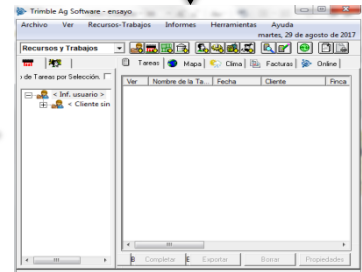 Trimble Ag Software - ensayo
Archivo Ver Recursos-Trabajos Informes Herramientas Ayuda
martes, 29 de agosto de 2017
Recursos y Trabajos
Tareas Mapa Clima Facturas Online
de Tareas por Selección.
Ver Nombre de la Ta... Fecha Cliente Finca
< Inf. usuario >
< Cliente sin
Completar Exportar Borrar Propiedades